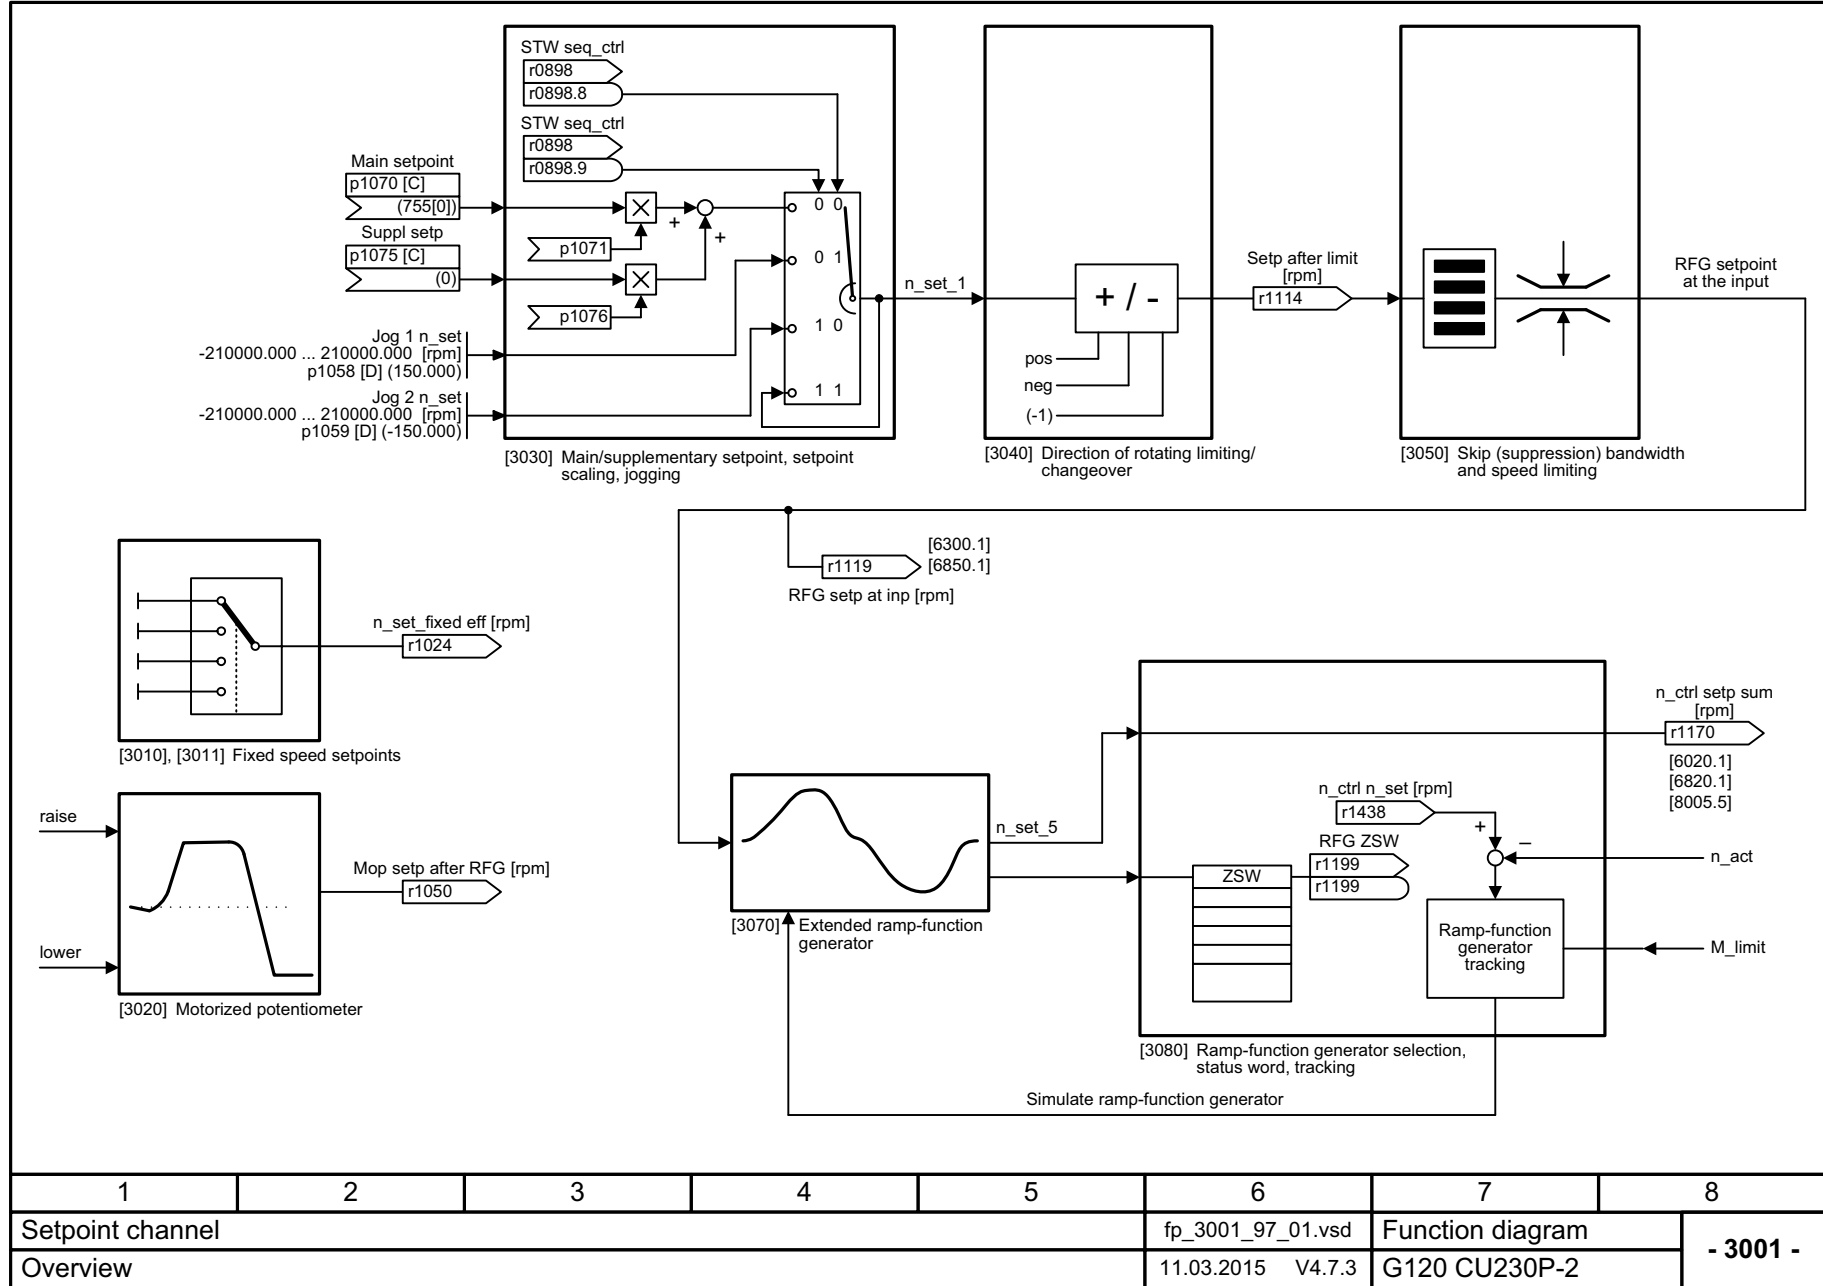 STW seq_ctrl
r0898
r0898.8
STW seq_ctrl
r0898
r0898.9
Main setpoint
p1070 [C]
(755[0])
Suppl setp
p1075 [C]
(0)
p1071
p1076
+
+
0 0
0 1
1 0
1 1
Jog 1 n_set
-210000.000 ... 210000.000 [rpm]
p1058 [D] (150.000)
Jog 2 n_set
-210000.000 ... 210000.000 [rpm]
p1059 [D] (-150.000)
[3030] Main/supplementary setpoint, setpoint
scaling, jogging
n_set_1
+ / -
pos
neg
(-1)
[3040] Direction of rotating limiting/
changeover
Setp after limit
[rpm]
r1114
[3050] Skip (suppression) bandwidth
and speed limiting
RFG setpoint
at the input
r1119
[6300.1]
[6850.1]
RFG setp at inp [rpm]
n_set_fixed eff [rpm]
r1024
[3010], [3011] Fixed speed setpoints
raise
lower
Mop setp after RFG [rpm]
r1050
[3020] Motorized potentiometer
n_set_5
[3070] Extended ramp-function
generator
n_ctrl setp sum
[rpm]
r1170
[6020.1]
[6820.1]
[8005.5]
n_ctrl n_set [rpm]
r1438
+
–
n_act
RFG ZSW
r1199
r1199
ZSW
Ramp-function
generator
tracking
M_limit
[3080] Ramp-function generator selection,
status word, tracking
Simulate ramp-function generator
1 2 3 4 5 6 7 8
Setpoint channel
fp_3001_97_01.vsd
Function diagram
- 3001 -
Overview
11.03.2015 V4.7.3
G120 CU230P-2